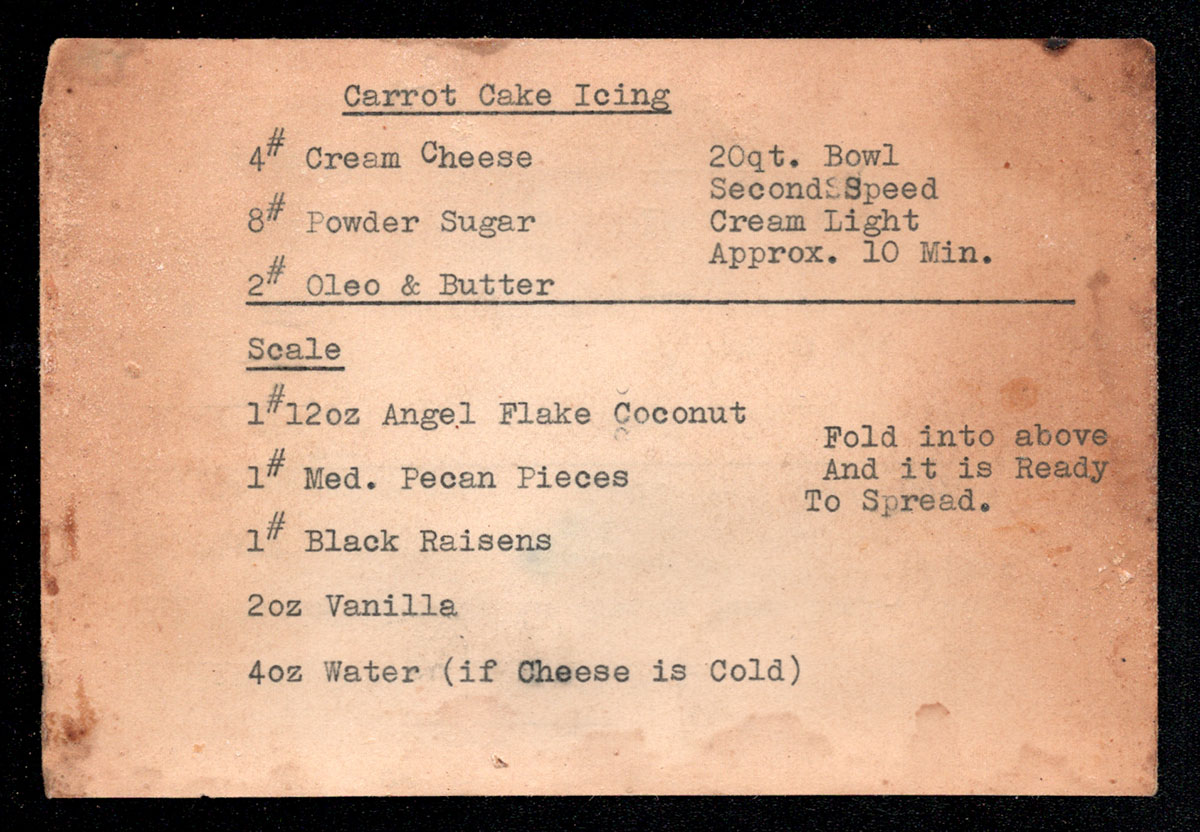 Carrot Cake Icing
4# Cream Cheese
8# Powder Sugar
2# Oleo & Butter
20qt. Bowl
Second Speed
Cream Light
Approx. 10 Min.
Scale
1#12oz Angel Flake Coconut
1# Med. Pecan Pieces
1# Black Raisens
2oz Vanilla
4oz Water (if Cheese is Cold)
Fold into above
And it is Ready
To Spread.